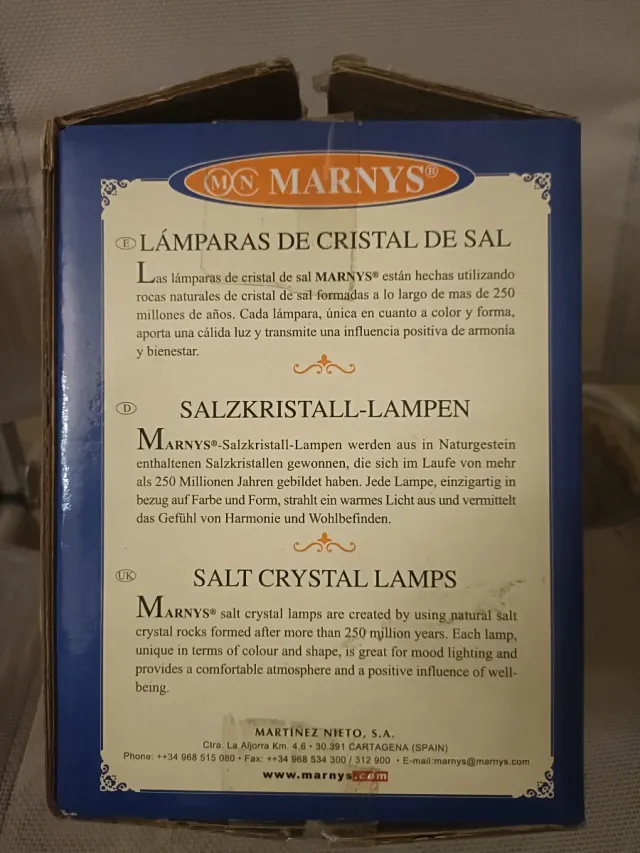 MN MARNYS®
E LÁMPARAS DE CRISTAL DE SAL
Las lámparas de cristal de sal MARNYS® están hechas utilizando
rocas naturales de cristal de sal formadas a lo largo de mas de 250
millones de años. Cada lámpara, única en cuanto a color y forma,
aporta una cálida luz y transmite una influencia positiva de armonía
y bienestar.
D SALZKRISTALL-LAMPEN
MARNYS®-Salzkristall-Lampen werden aus in Naturgestein
enthaltenen Salzkristallen gewonnen, die sich im Laufe von mehr
als 250 Millionen Jahren gebildet haben. Jede Lampe, einzigartig in
bezug auf Farbe und Form, strahlt ein warmes Licht aus und vermittelt
das Gefühl von Harmonie und Wohlbefinden.
UK SALT CRYSTAL LAMPS
MARNYS® salt crystal lamps are created by using natural salt
crystal rocks formed after more than 250 million years. Each lamp,
unique in terms of colour and shape, is great for mood lighting and
provides a comfortable atmosphere and a positive influence of well-
being.
MARTINEZ NIETO, S.A.
Ctra. La Aljorra Km. 4,6 • 30.391 CARTAGENA (SPAIN)
Phone: ++34 968 515 080 • Fax: ++34 968 534 300 / 312 900 • E-mail:marnys@marnys.com
www.marnys.com